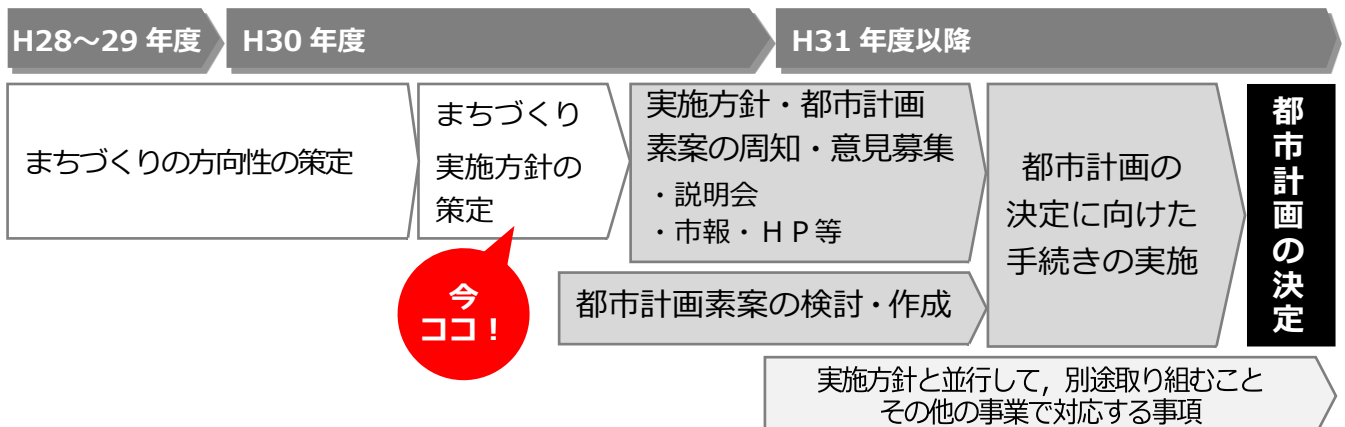 H28～29 年度
H30 年度
H31 年度以降
まちづくりの方向性の策定
まちづくり
実施方針の
策定
実施方針・都市計画
素案の周知・意見募集
・説明会
・市報・ＨＰ等
都市計画の
決定に向けた
手続きの実施
都市計画の決定
今
ココ！
都市計画素案の検討・作成
実施方針と並行して，別途取り組むこと
その他の事業で対応する事項